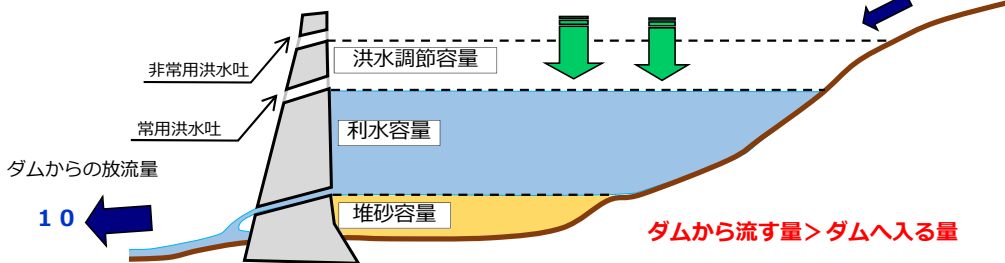 洪水調節容量
非常用洪水吐
常用洪水吐
利水容量
ダムからの放流量
10
堆砂容量
ダムから流す量>ダムへ入る量